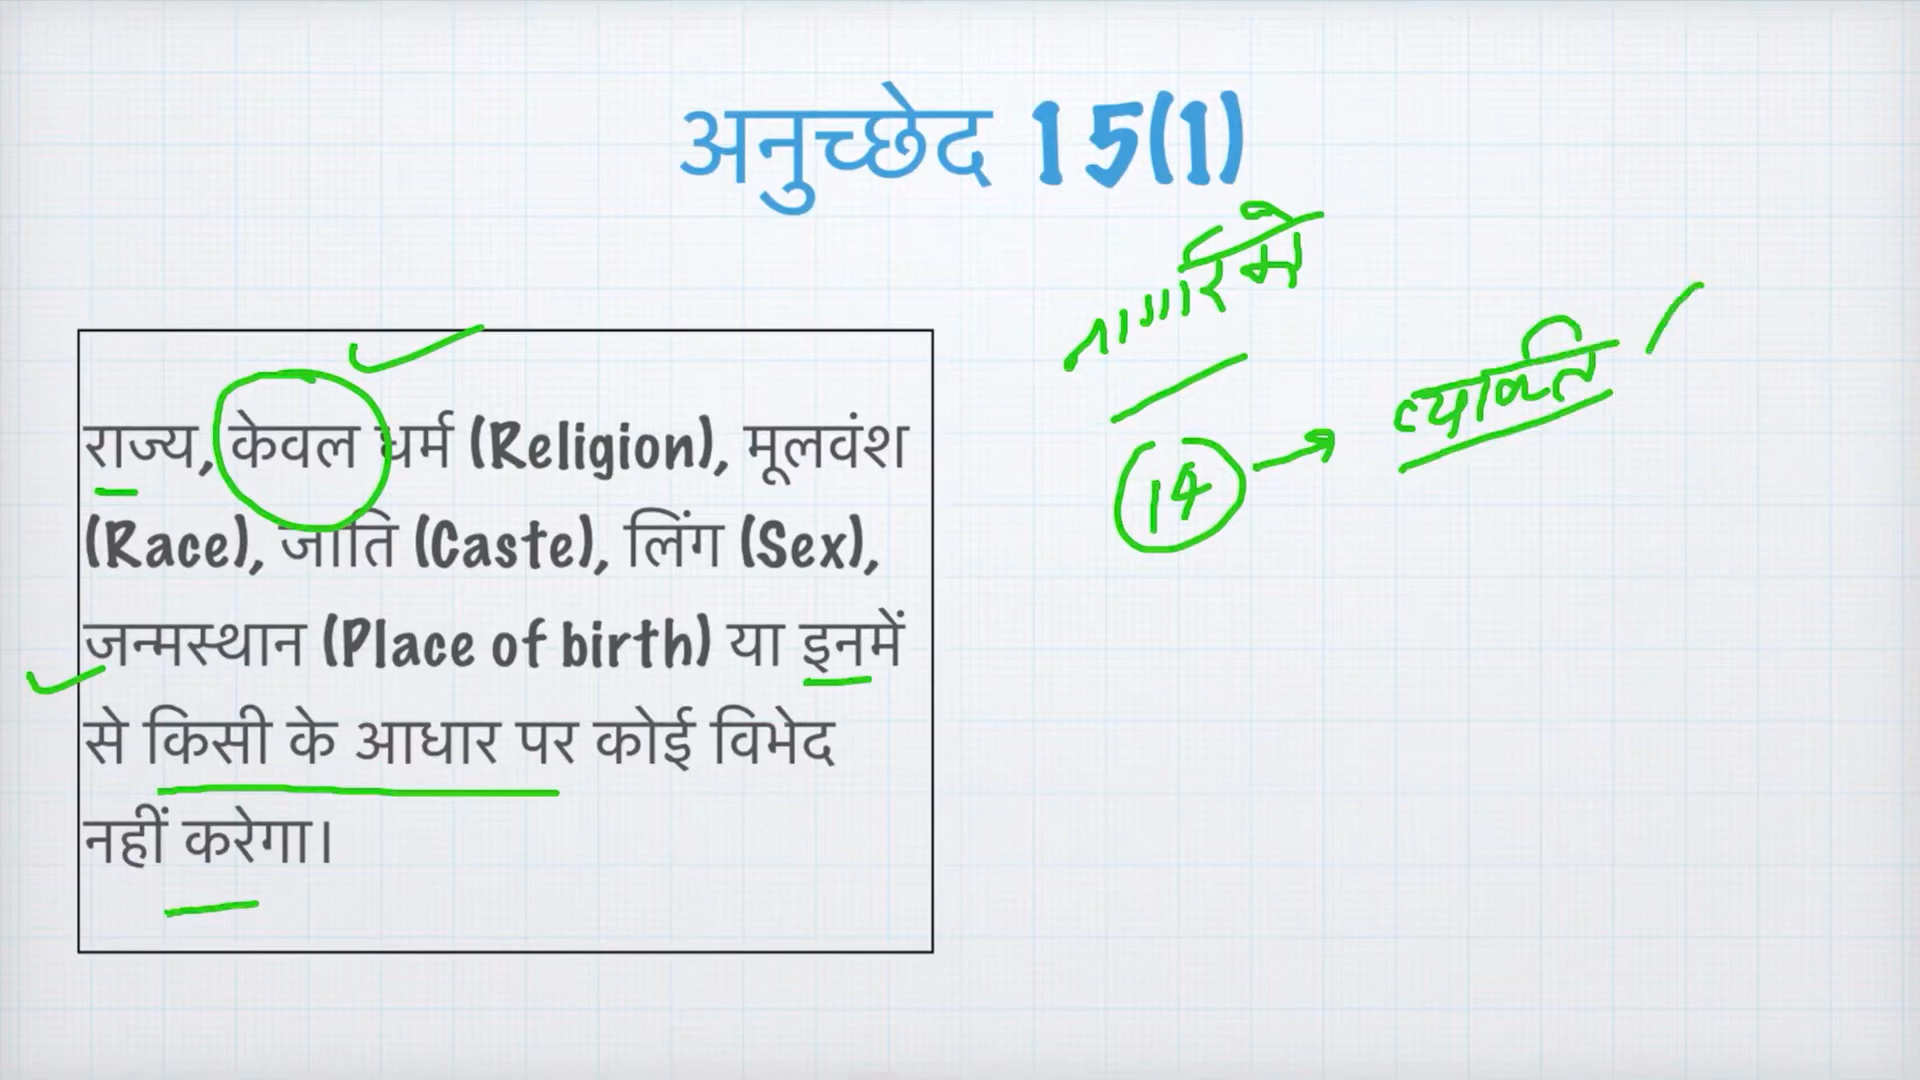 अनुच्छेद 15(1)
राज्य, केवल धर्म (Religion), मूलवंश
(Race), जाति (Caste), लिंग (Sex),
जन्मस्थान (Place of birth) या इनमें
से किसी के आधार पर कोई विभेद
नहीं करेगा।
14
व्यक्ति